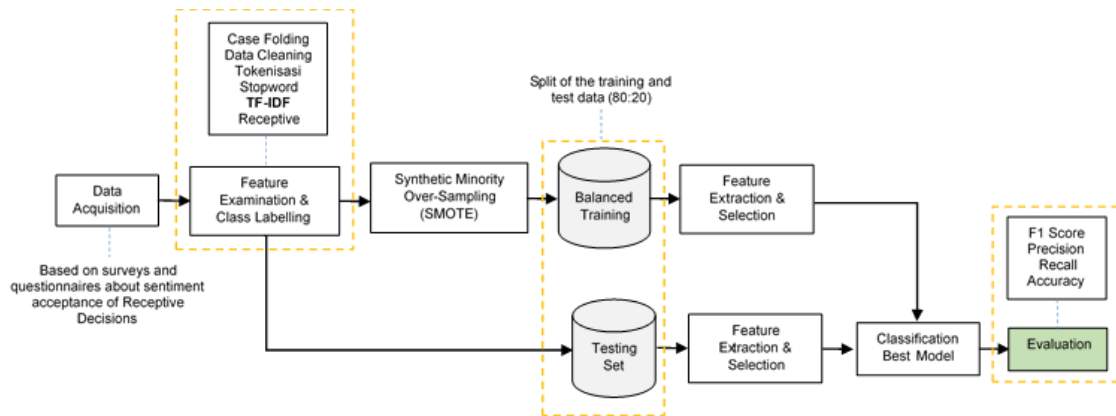 Case Folding
Data Cleaning
Tokenisasi
Stopword
TF-IDF
Receptive
Split of the training and
test data (80:20)
Data
Acquisition
Feature
Examination &
Class Labelling
Synthetic Minority
Over-Sampling
(SMOTE)
Balanced
Training
Feature
Extraction &
Selection
F1 Score
Precision
Recall
Accuracy
Based on surveys and
questionnaires about sentiment
acceptance of Receptive
Decisions
Testing
Set
Feature
Extraction &
Selection
Classification
Best Model
Evaluation